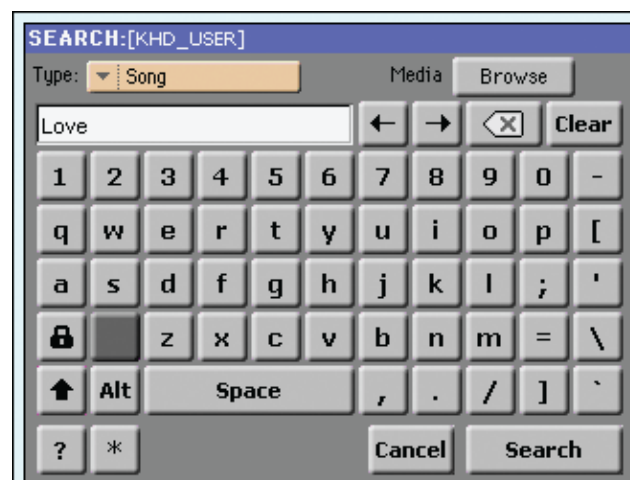 SEARCH:[KHD_USER]
Type: Song Media Browse
Love ← → Clear
1 2 3 4 5 6 7 8 9 0 -
q w e r t y u i o p [
a s d f g h j k l ; '
z x c v b n m = \
Alt Space , . / ] `
? * Cancel Search